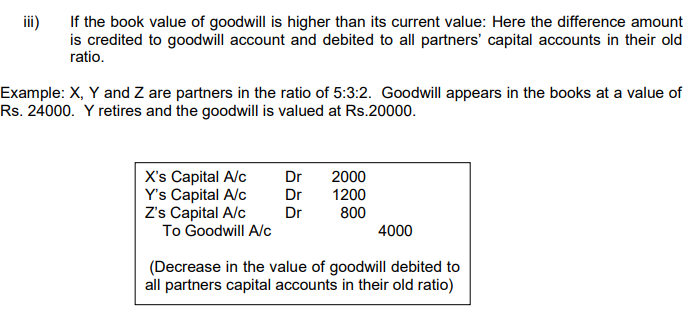 iii) If the book value of goodwill is higher than its current value: Here the difference amount
is credited to goodwill account and debited to all partners' capital accounts in their old
ratio.
Example: X, Y and Z are partners in the ratio of 5:3:2. Goodwill appears in the books at a value of
Rs. 24000. Y retires and the goodwill is valued at Rs.20000.
X's Capital A/c Dr 2000
Y's Capital A/c Dr 1200
Z's Capital A/c Dr 800
To Goodwill A/c 4000
(Decrease in the value of goodwill debited to
all partners capital accounts in their old ratio)